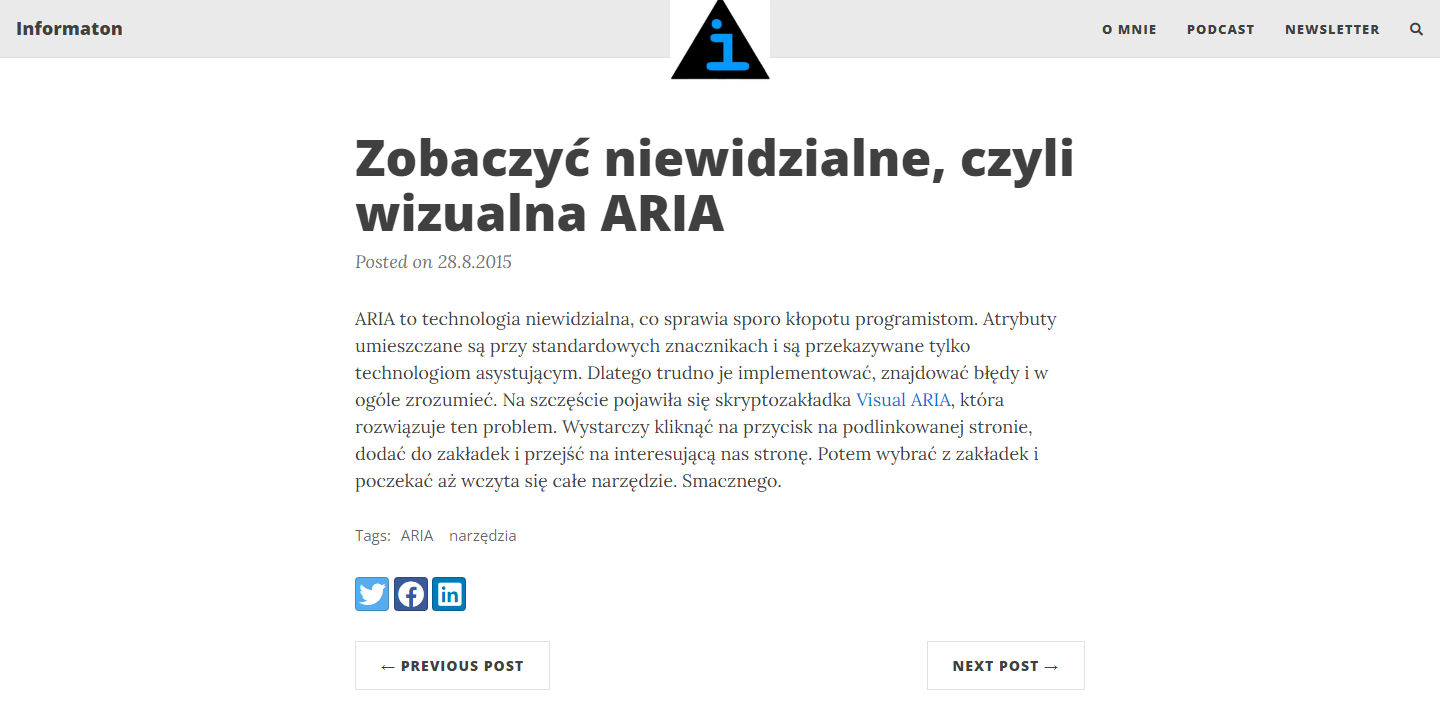 Informaton
i
O MNIE
PODCAST
NEWSLETTER
Zobaczyć niewidzialne, czyli
wizualna ARIA
Posted on 28.8.2015
ARIA to technologia niewidzialna, co sprawia sporo kłopotu programistom. Atrybuty
umieszczane są przy standardowych znacznikach i są przekazywane tylko
technologiom asystującym. Dlatego trudno je implementować, znajdować błędy i w
ogóle zrozumieć. Na szczęście pojawiła się skryptozakładka Visual ARIA, która
rozwiązuje ten problem. Wystarczy kliknąć na przycisk na podlinkowanej stronie,
dodać do zakładek i przejść na interesującą nas stronę. Potem wybrać z zakładek i
poczekać aż wczyta się całe narzędzie. Smacznego.
Tags: ARIA narzędzia
in
← PREVIOUS POST
NEXT POST →